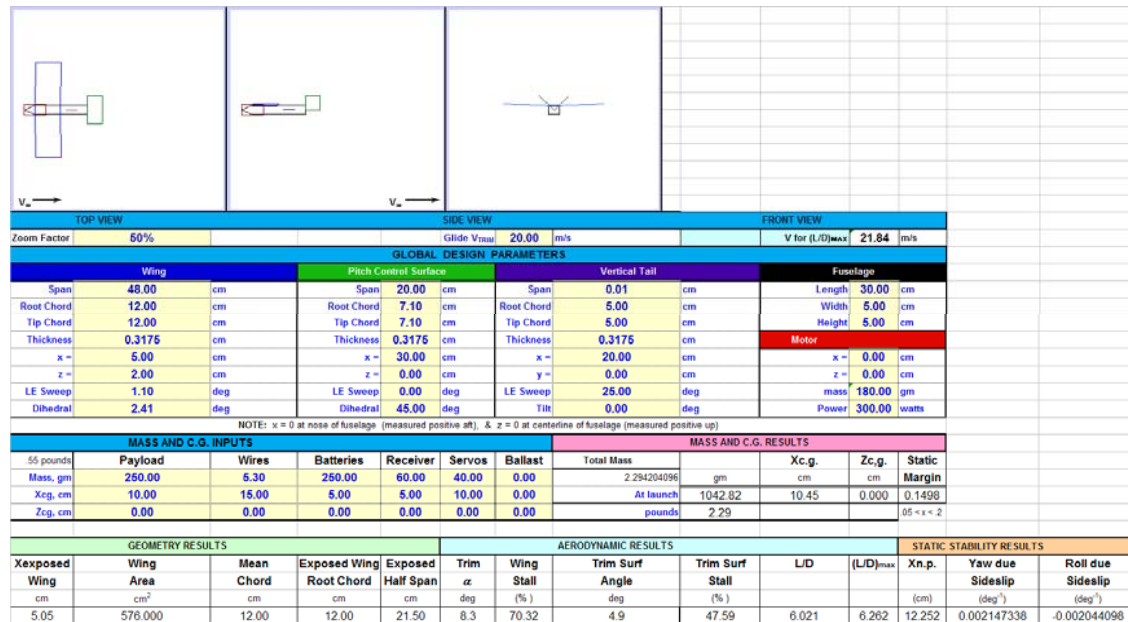 V∞ V∞
TOP VIEW SIDE VIEW FRONT VIEW
Zoom Factor 50% Glide VTRIM 20.00 m/s V for (L/D)MAX 21.84 m/s
GLOBAL DESIGN PARAMETERS
Wing Pitch Control Surface Vertical Tail Fuselage
Span 48.00 cm Span 20.00 cm Span 0.01 cm Length 30.00 cm
Root Chord 12.00 cm Root Chord 7.10 cm Root Chord 5.00 cm Width 5.00 cm
Tip Chord 12.00 cm Tip Chord 7.10 cm Tip Chord 5.00 cm Height 5.00 cm
Thickness 0.3175 cm Thickness 0.3175 cm Thickness 0.3175 cm Motor
x = 5.00 cm x = 30.00 cm x = 20.00 cm x = 0.00 cm
z = 2.00 cm z = 0.00 cm y = 0.00 cm z = 0.00 cm
LE Sweep 1.10 deg LE Sweep 0.00 deg LE Sweep 25.00 deg mass 180.00 gm
Dihedral 2.41 deg Dihedral 45.00 deg Tilt 0.00 deg Power 300.00 watts
NOTE: x = 0 at nose of fuselage (measured positive aft), & z = 0 at centerline of fuselage (measured positive up)
MASS AND C.G. INPUTS MASS AND C.G. RESULTS
.55 pounds Payload Wires Batteries Receiver Servos Ballast Total Mass Xc.g. Zc,g. Static
Mass, gm 250.00 5.30 250.00 60.00 40.00 0.00 2.294204096 gm cm cm Margin
Xcg, cm 10.00 15.00 5.00 5.00 10.00 0.00 At launch 1042.82 10.45 0.000 0.1498
Zcg, cm 0.00 0.00 0.00 0.00 0.00 0.00 pounds 2.29 .05 < x < .2
GEOMETRY RESULTS AERODYNAMIC RESULTS STATIC STABILITY RESULTS
Xexposed Wing Mean Exposed Wing Exposed Trim Wing Trim Surf Trim Surf L/D (L/D)max Xn.p. Yaw due Roll due
Wing Area Chord Root Chord Half Span α Stall Angle Stall Sideslip Sideslip
cm cm² cm cm cm deg (% ) deg (% ) (cm) (deg⁻¹) (deg⁻¹)
5.05 576.000 12.00 12.00 21.50 8.3 70.32 4.9 47.59 6.021 6.262 12.252 0.002147338 -0.002044098